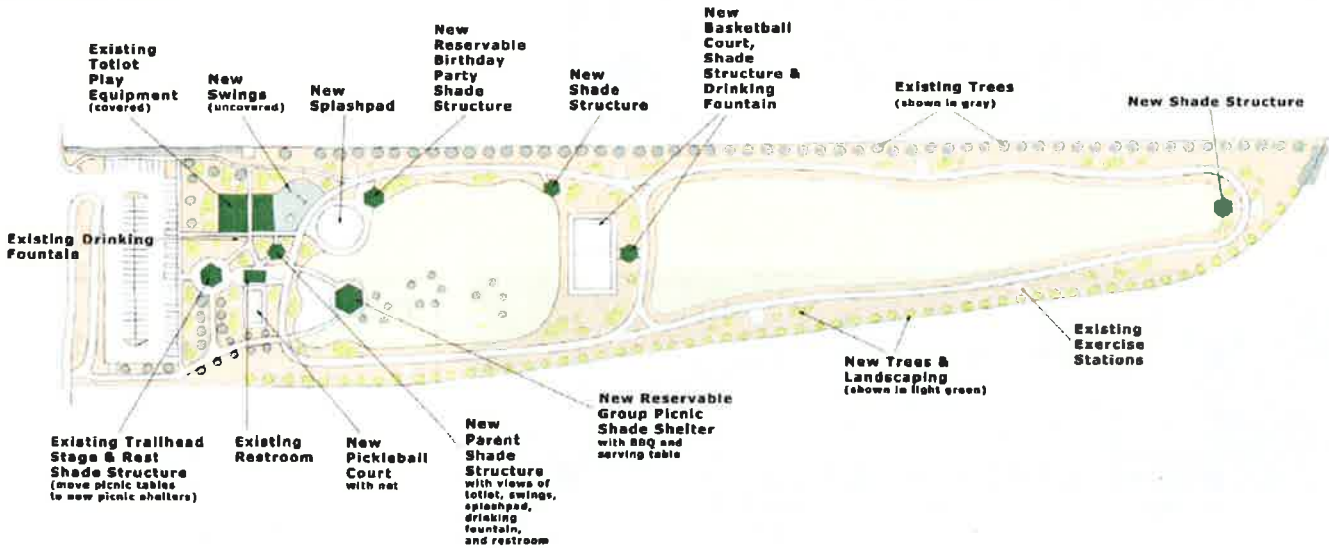 Existing
Totlot
Play
Equipment
(covered)
New
Swings
(uncovered)
New
Splashpad
New
Reservable
Birthday
Party
Shade
Structure
New
Shade
Structure
New
Basketball
Court,
Shade
Structure &
Drinking
Fountain
Existing Trees
(shown in gray)
New Shade Structure
Existing Drinking
Fountain
Existing Trailhead
Stage & Rest
Shade Structure
(move picnic tables
to new picnic shelters)
Existing
Restroom
New
Pickleball
Court
with net
New
Parent
Shade
Structure
with views of
totlot, swings,
splashpad,
drinking
fountain,
and restroom
New Reservable
Group Picnic
Shade Shelter
with BBQ and
serving table
New Trees &
Landscaping
(shown in light green)
Existing
Exercise
Stations